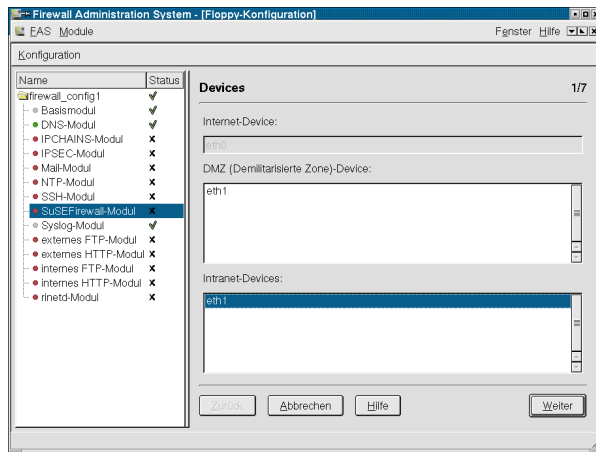 Firewall Administration System - [Floppy-Konfiguration]
FAS Module Fenster Hilfe
Konfiguration
Name Status
firewall_config1
Basismodul
DNS-Modul
IPCHAINS-Modul
IPSEC-Modul
Mail-Modul
NTP-Modul
SSH-Modul
SuSEFirewall-Modul
Syslog-Modul
externes FTP-Modul
externes HTTP-Modul
internes FTP-Modul
internes HTTP-Modul
rinetd-Modul
Devices 1/7
Internet-Device:
eth0
DMZ (Demilitarisierte Zone)-Device:
eth1
Intranet-Devices:
eth1
Zurück Abbrechen Hilfe Weiter